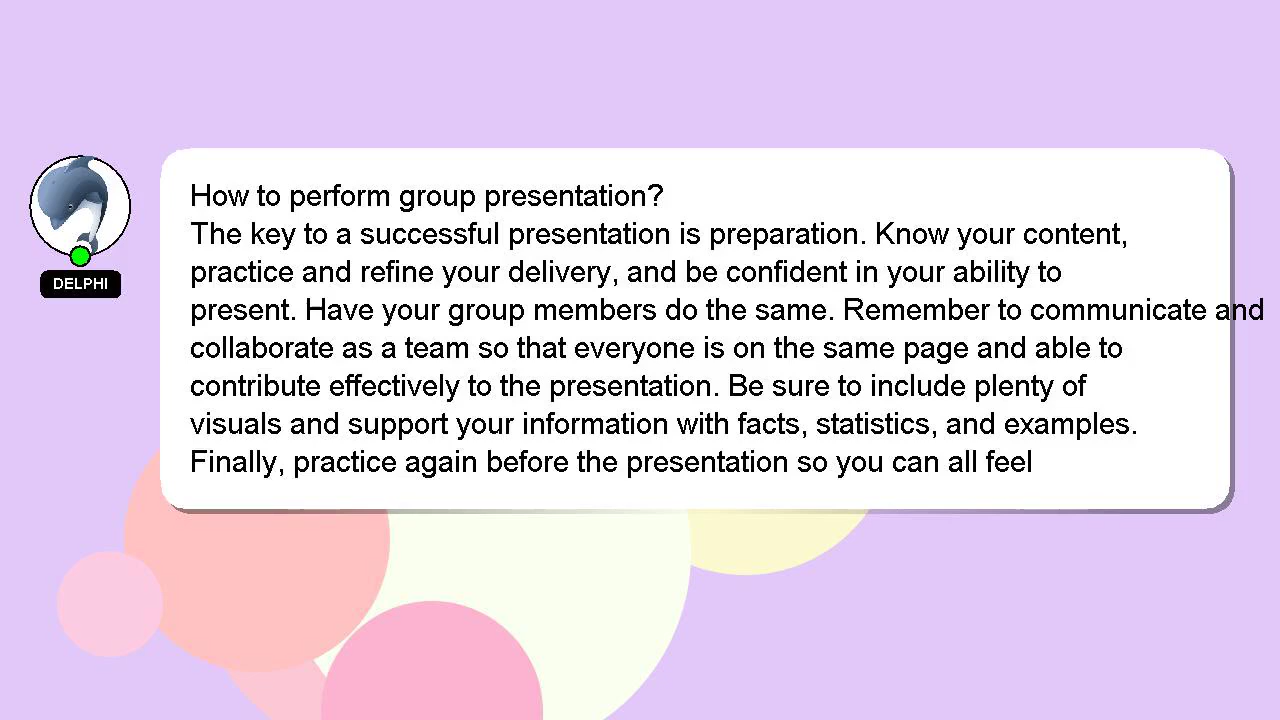 How to perform group presentation?
The key to a successful presentation is preparation. Know your content,
practice and refine your delivery, and be confident in your ability to
present. Have your group members do the same. Remember to communicate and
collaborate as a team so that everyone is on the same page and able to
contribute effectively to the presentation. Be sure to include plenty of
visuals and support your information with facts, statistics, and examples.
Finally, practice again before the presentation so you can all feel
DELPHI